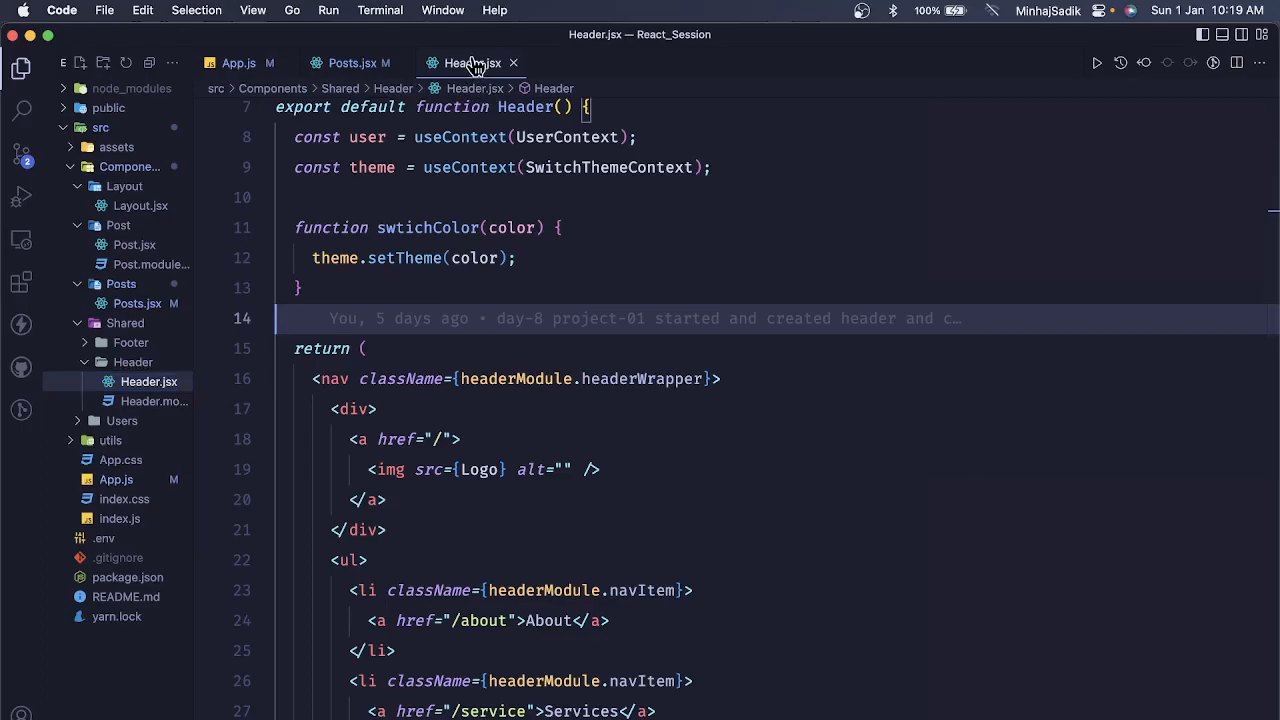 Code File Edit Selection View Go Run Terminal Window Help 100% MinhajSadik Sun 1 Jan 10:19 AM
Header.jsx — React_Session
E
App.js M
Posts.jsx M
Header.jsx
src > Components > Shared > Header > Header.jsx > Header
node_modules
public
src
assets
Compone...
Layout
Layout.jsx
Post
Post.jsx
Post.module...
Posts
Posts.jsx M
Shared
Footer
Header
Header.jsx
Header.mo...
Users
utils
App.css
App.js M
index.css
index.js
.env
.gitignore
package.json
README.md
yarn.lock
2
7 export default function Header() {
8 const user = useContext(UserContext);
9 const theme = useContext(SwitchThemeContext);
10
11 function swtichColor(color) {
12 theme.setTheme(color);
13 }
14 You, 5 days ago • day-8 project-01 started and created header and c…
15 return (
16 <nav className={headerModule.headerWrapper}>
17 <div>
18 <a href="/">
19 <img src={Logo} alt="" />
20 </a>
21 </div>
22 <ul>
23 <li className={headerModule.navItem}>
24 <a href="/about">About</a>
25 </li>
26 <li className={headerModule.navItem}>
27 <a href="/service">Services</a>